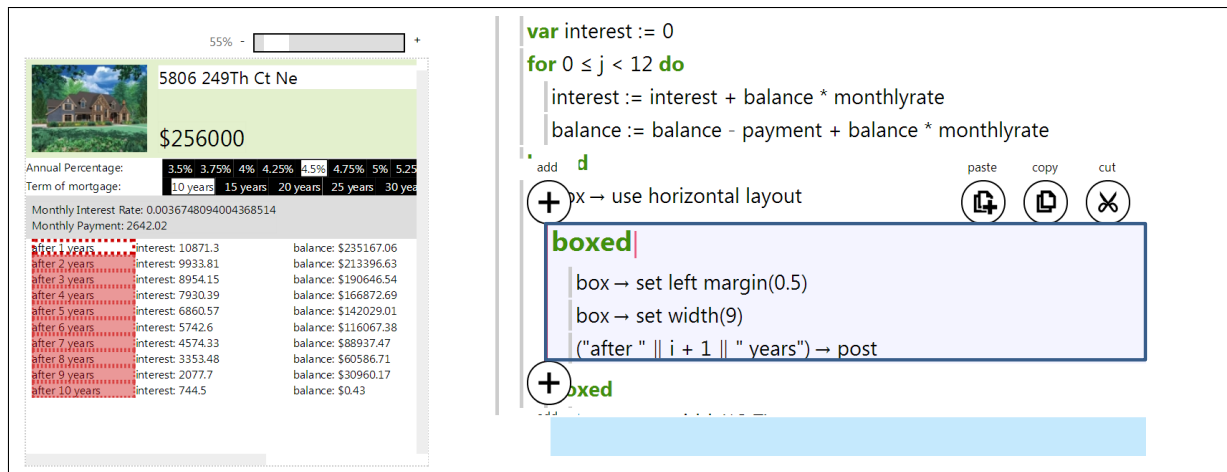 55% - +
5806 249Th Ct Ne
$256000
Annual Percentage: 3.5% 3.75% 4% 4.25% 4.5% 4.75% 5% 5.25
Term of mortgage: 10 years 15 years 20 years 25 years 30 yea
Monthly Interest Rate: 0.0036748094004368514
Monthly Payment: 2642.02
after 1 years interest: 10871.3 balance: $235167.06
after 2 years interest: 9933.81 balance: $213396.63
after 3 years interest: 8954.15 balance: $190646.54
after 4 years interest: 7930.39 balance: $166872.69
after 5 years interest: 6860.57 balance: $142029.01
after 6 years interest: 5742.6 balance: $116067.38
after 7 years interest: 4574.33 balance: $88937.47
after 8 years interest: 3353.48 balance: $60586.71
after 9 years interest: 2077.7 balance: $30960.17
after 10 years interest: 744.5 balance: $0.43
var interest := 0
for 0 ≤ j < 12 do
interest := interest + balance * monthlyrate
balance := balance - payment + balance * monthlyrate
add d paste copy cut
ox → use horizontal layout
boxed
box → set left margin(0.5)
box → set width(9)
("after " || i + 1 || " years") → post
oxed